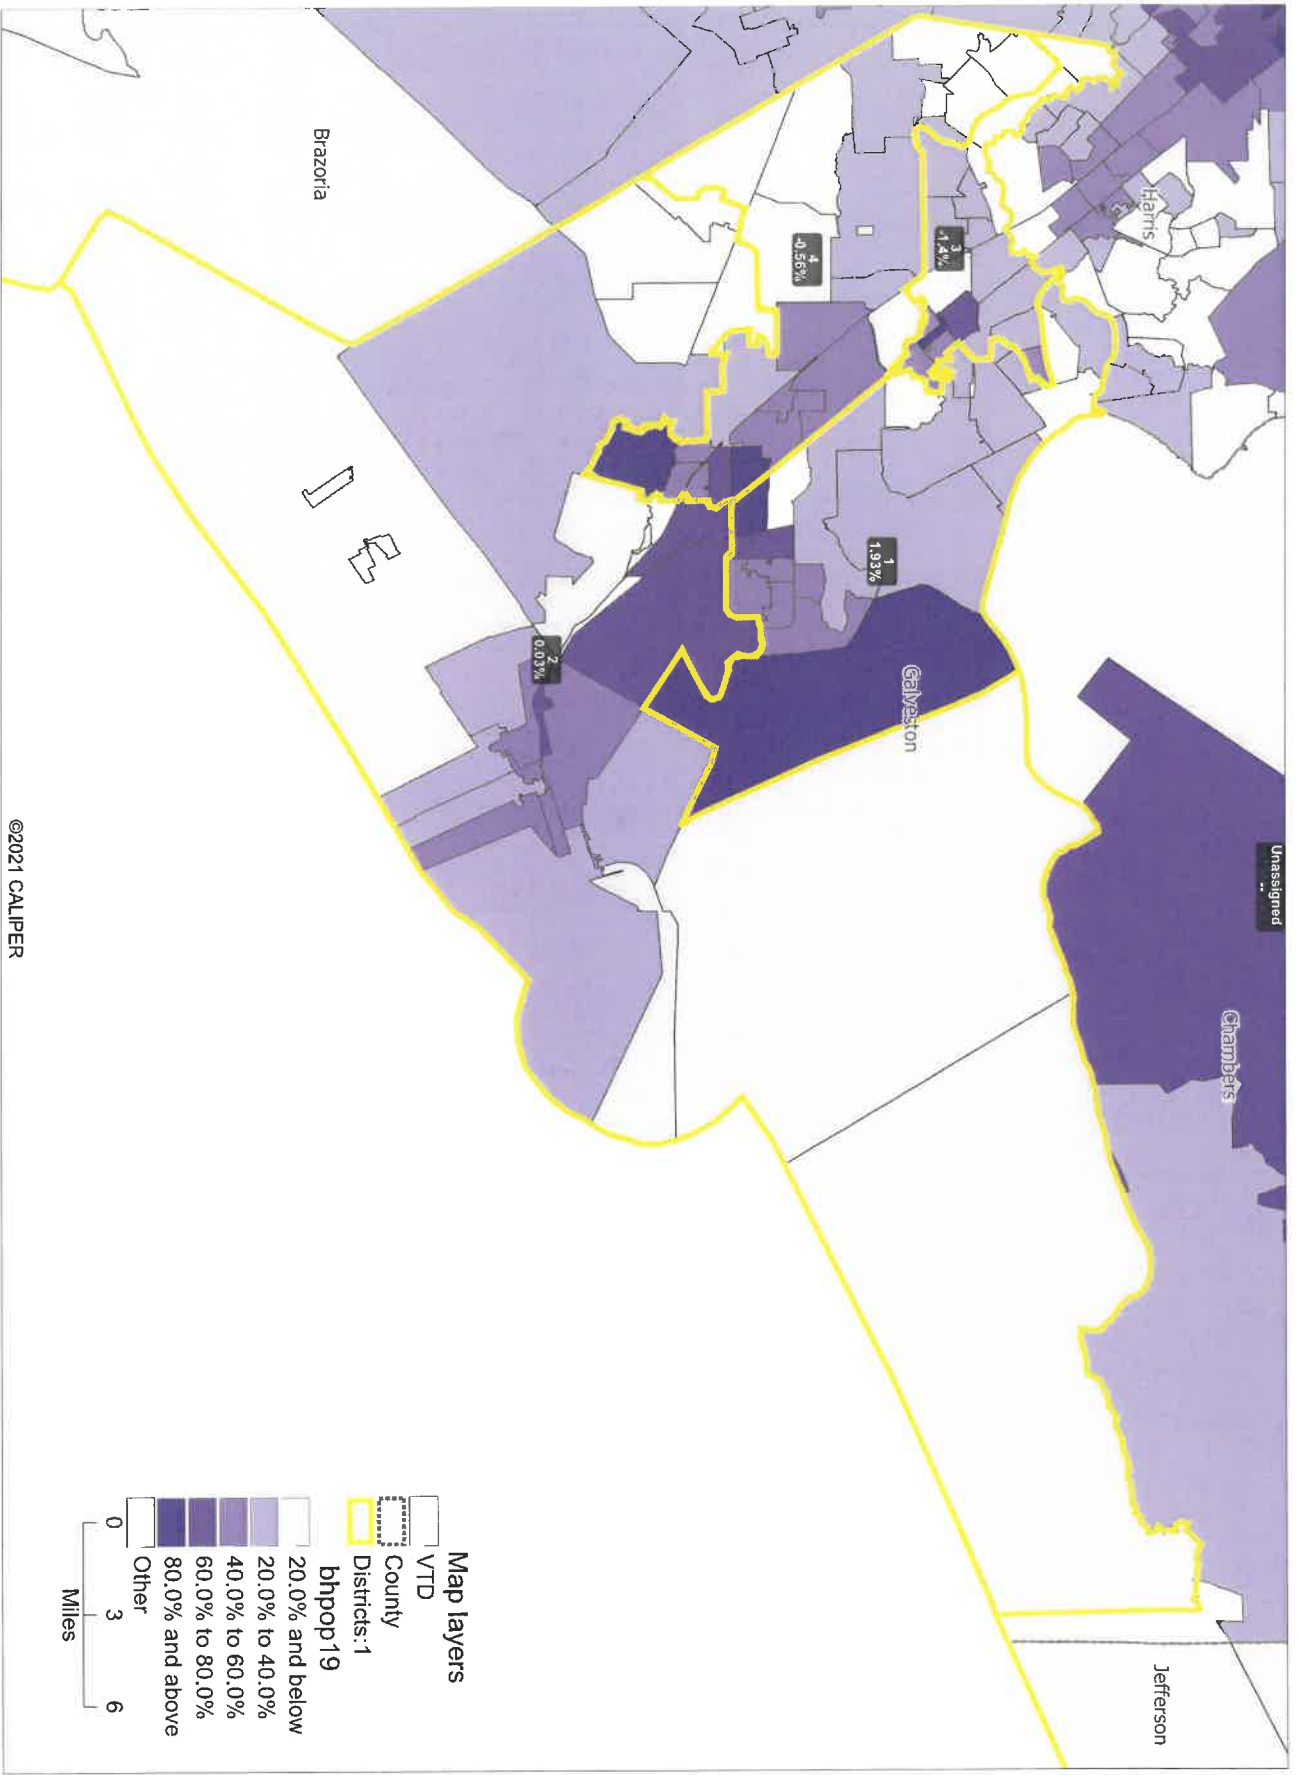 Harris
Chambers
Jefferson
Unassigned
--
3
-1.4%
1
1.93%
Galveston
4
-0.56%
2
0.03%
Brazoria
Map layers
VTD
County
Districts:1
bhpop19
20.0% and below
20.0% to 40.0%
40.0% to 60.0%
60.0% to 80.0%
80.0% and above
Other
0 3 6
Miles
©2021 CALIPER